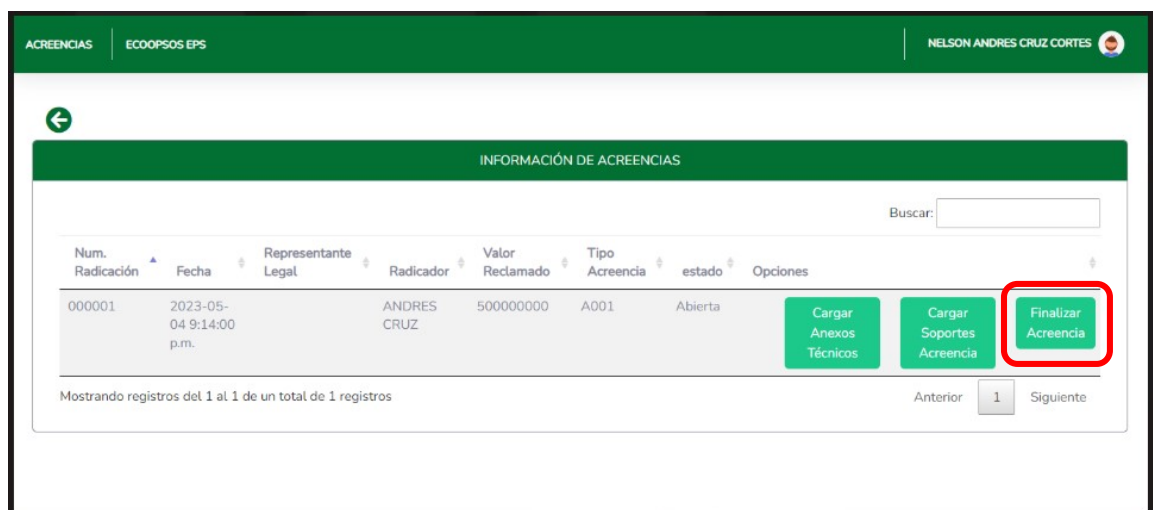 ACREENCIAS ECOOPSOS EPS NELSON ANDRES CRUZ CORTES
INFORMACIÓN DE ACREENCIAS
Buscar:
Num. Radicación Fecha Representante Legal Radicador Valor Reclamado Tipo Acreencia estado Opciones
000001 2023-05-04 9:14:00 p.m. ANDRES CRUZ 500000000 A001 Abierta Cargar Anexos Técnicos Cargar Soportes Acreencia Finalizar Acreencia
Mostrando registros del 1 al 1 de un total de 1 registros Anterior 1 Siguiente